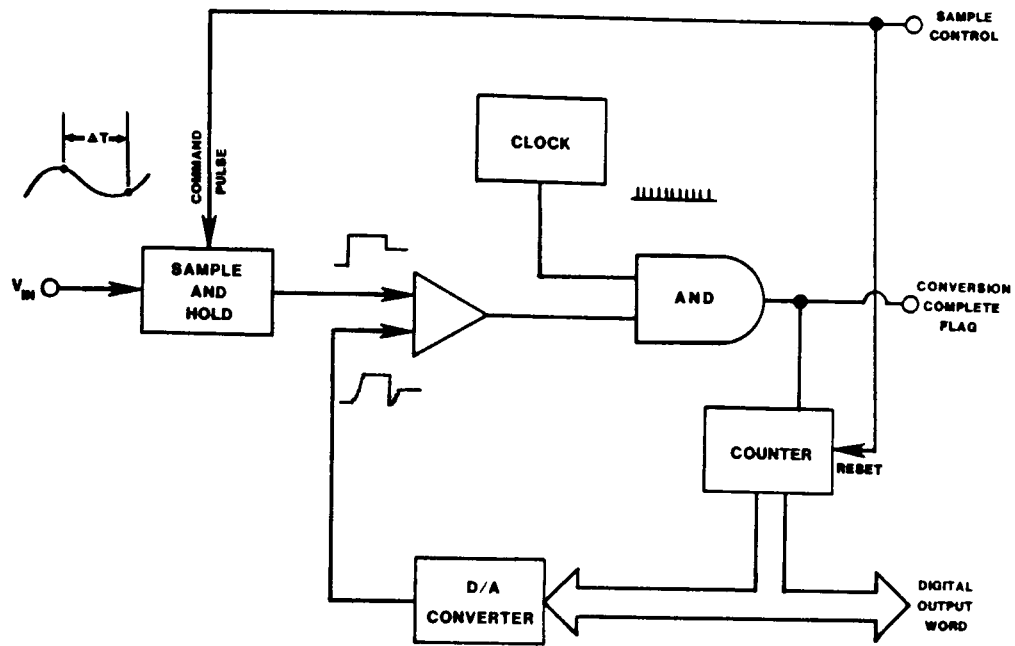 SAMPLE
CONTROL
CLOCK
ΔT
COMMAND
PULSE
SAMPLE
AND
HOLD
V_IN
AND
CONVERSION
COMPLETE
FLAG
COUNTER
RESET
D/A
CONVERTER
DIGITAL
OUTPUT
WORD